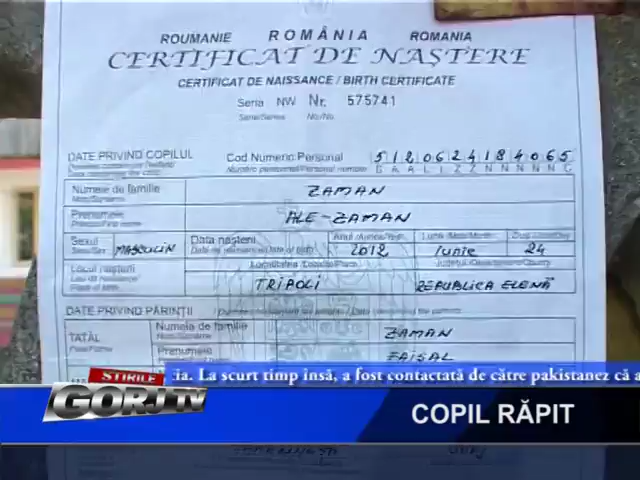 ROUMANIE ROMÂNIA ROMANIA
CERTIFICAT DE NAŞTERE
CERTIFICAT DE NAISSANCE / BIRTH CERTIFICATE
Seria NW Nr. 575741
DATE PRIVIND COPILUL Cod Numeric Personal 5120624184065
S A A L L Z Z N N N N N C
Numele de familie ZAMAN
Prenumele ALE-ZAMAN
Sexul MASCULIN Data naşterii 2012 Iunie 24
Locul naşterii TRIPOLI REPUBLICA ELENĂ
DATE PRIVIND PĂRINŢII
TATĂL Numele de familie ZAMAN
Prenumele FAISAL
ia. La scurt timp însă, a fost contactată de către pakistanez că a
ŞTIRILE
GORJ TV
COPIL RĂPIT